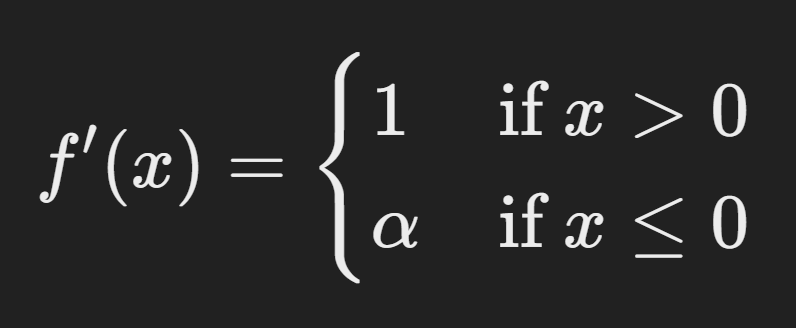 f′(x) = { 1 if x > 0
α if x ≤ 0